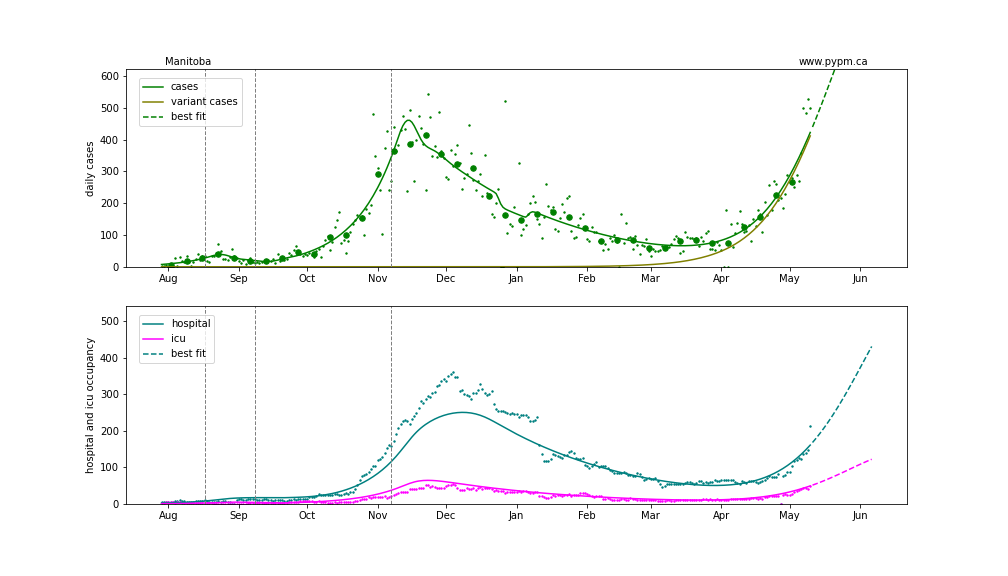 Manitoba www.pypm.ca
600
500
400
300
200
100
0
daily cases
cases
variant cases
best fit
Aug Sep Oct Nov Dec Jan Feb Mar Apr May Jun
500
400
300
200
100
0
hospital and icu occupancy
hospital
icu
best fit
Aug Sep Oct Nov Dec Jan Feb Mar Apr May Jun